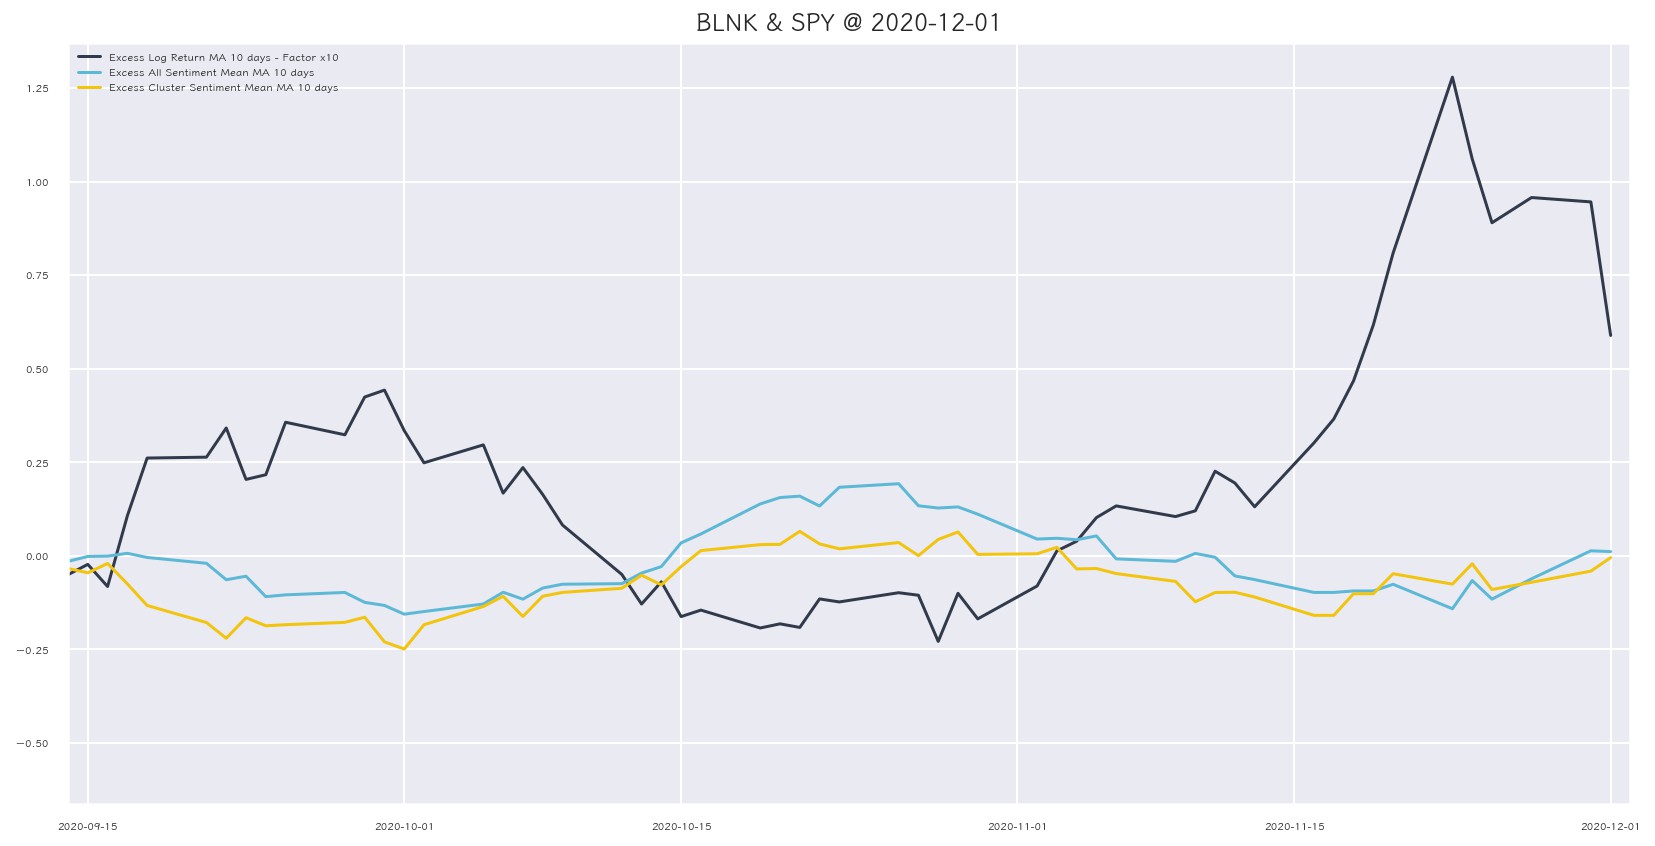 BLNK & SPY @ 2020-12-01
Excess Log Return MA 10 days - Factor x10
Excess All Sentiment Mean MA 10 days
Excess Cluster Sentiment Mean MA 10 days
1.25
1.00
0.75
0.50
0.25
0.00
−0.25
−0.50
2020-09-15 2020-10-01 2020-10-15 2020-11-01 2020-11-15 2020-12-01